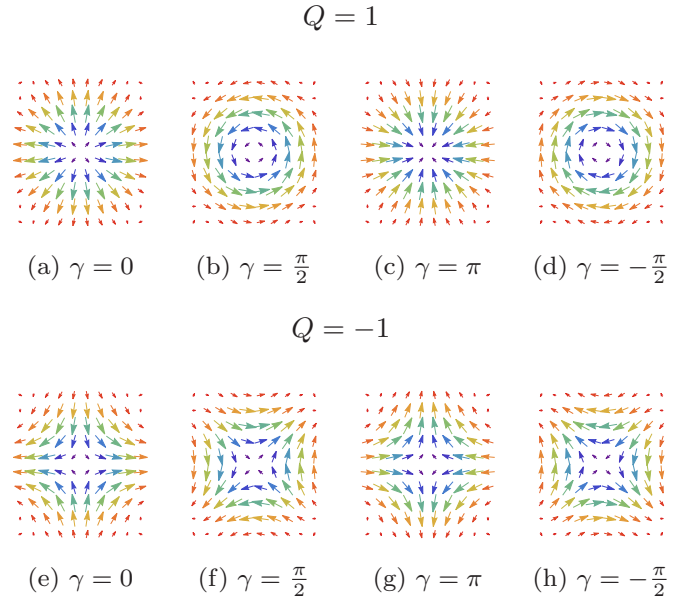 Q = 1
(a) γ = 0 (b) γ = π/2 (c) γ = π (d) γ = −π/2
Q = −1
(e) γ = 0 (f) γ = π/2 (g) γ = π (h) γ = −π/2